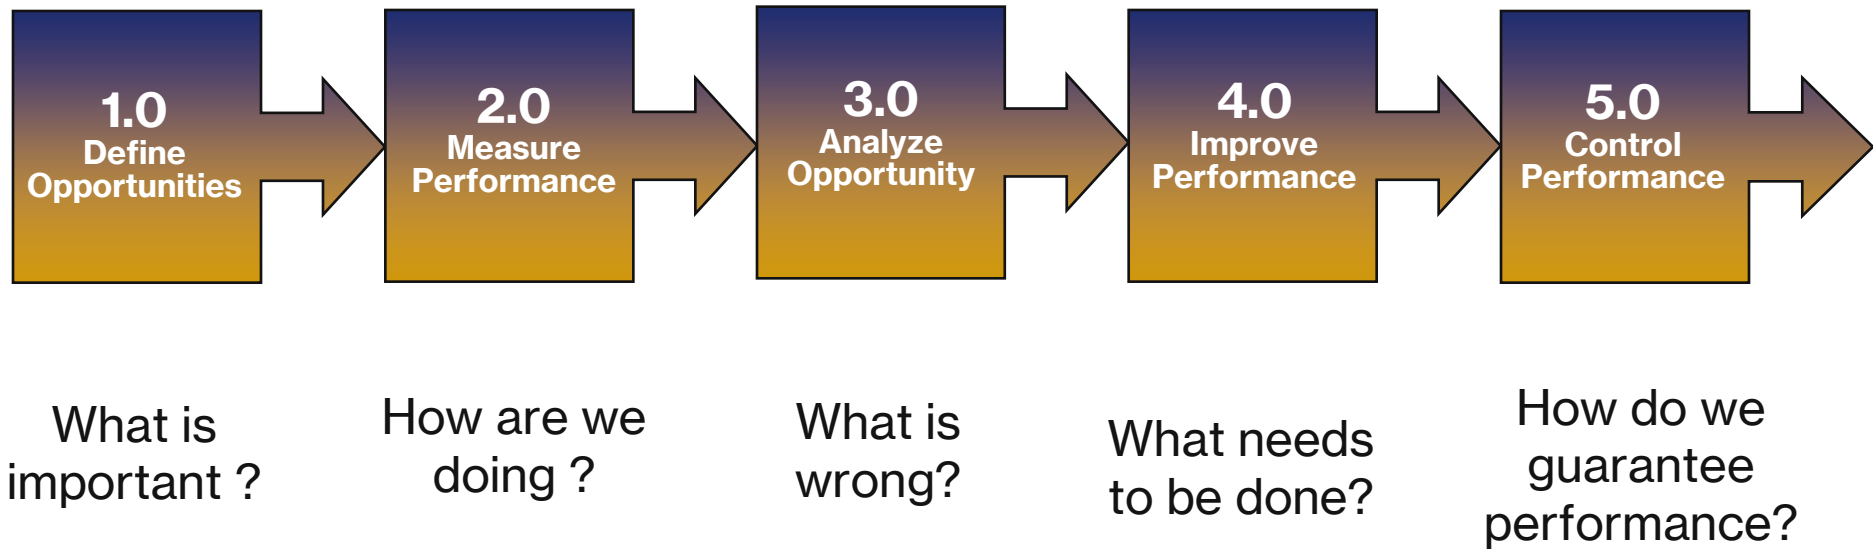 1.0
Define
Opportunities
2.0
Measure
Performance
3.0
Analyze
Opportunity
4.0
Improve
Performance
5.0
Control
Performance
What is
important ?
How are we
doing ?
What is
wrong?
What needs
to be done?
How do we
guarantee
performance?